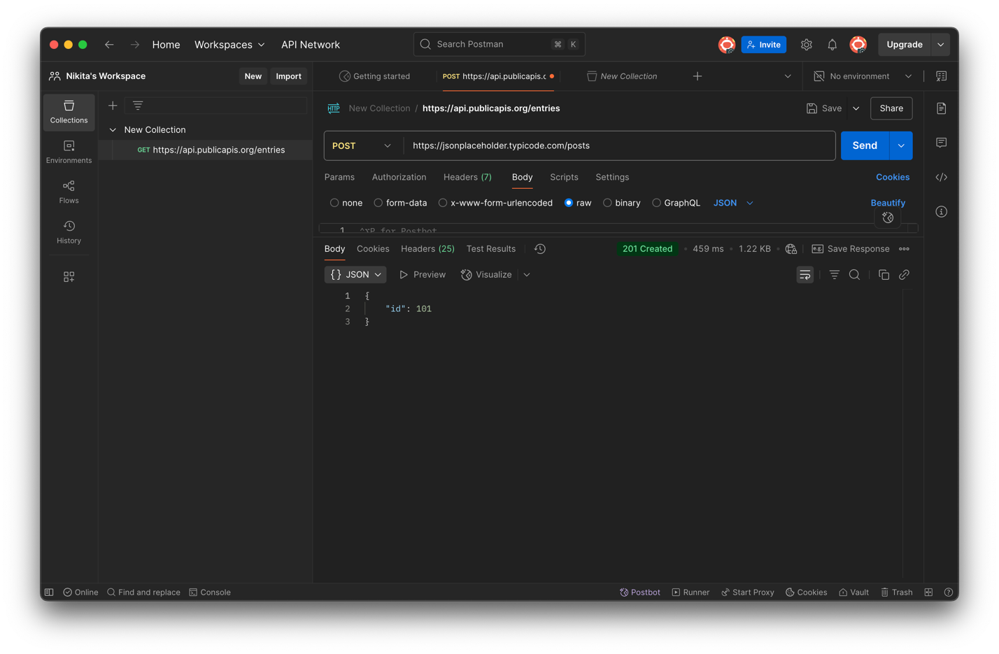 Home Workspaces API Network Search Postman ⌘ K Invite Upgrade
Nikita's Workspace New Import Getting started POST https://api.publicapis.c New Collection No environment
Collections
New Collection
GET https://api.publicapis.org/entries
Environments
Flows
History
HTTP New Collection / https://api.publicapis.org/entries Save Share
POST https://jsonplaceholder.typicode.com/posts Send
Params Authorization Headers (7) Body Scripts Settings Cookies
none form-data x-www-form-urlencoded raw binary GraphQL JSON Beautify
1 ^⌥P for Postbot
Body Cookies Headers (25) Test Results 201 Created 459 ms 1.22 KB e.g. Save Response
{} JSON Preview Visualize
1 {
2 "id": 101
3 }
Online Find and replace Console Postbot Runner Start Proxy Cookies Vault Trash